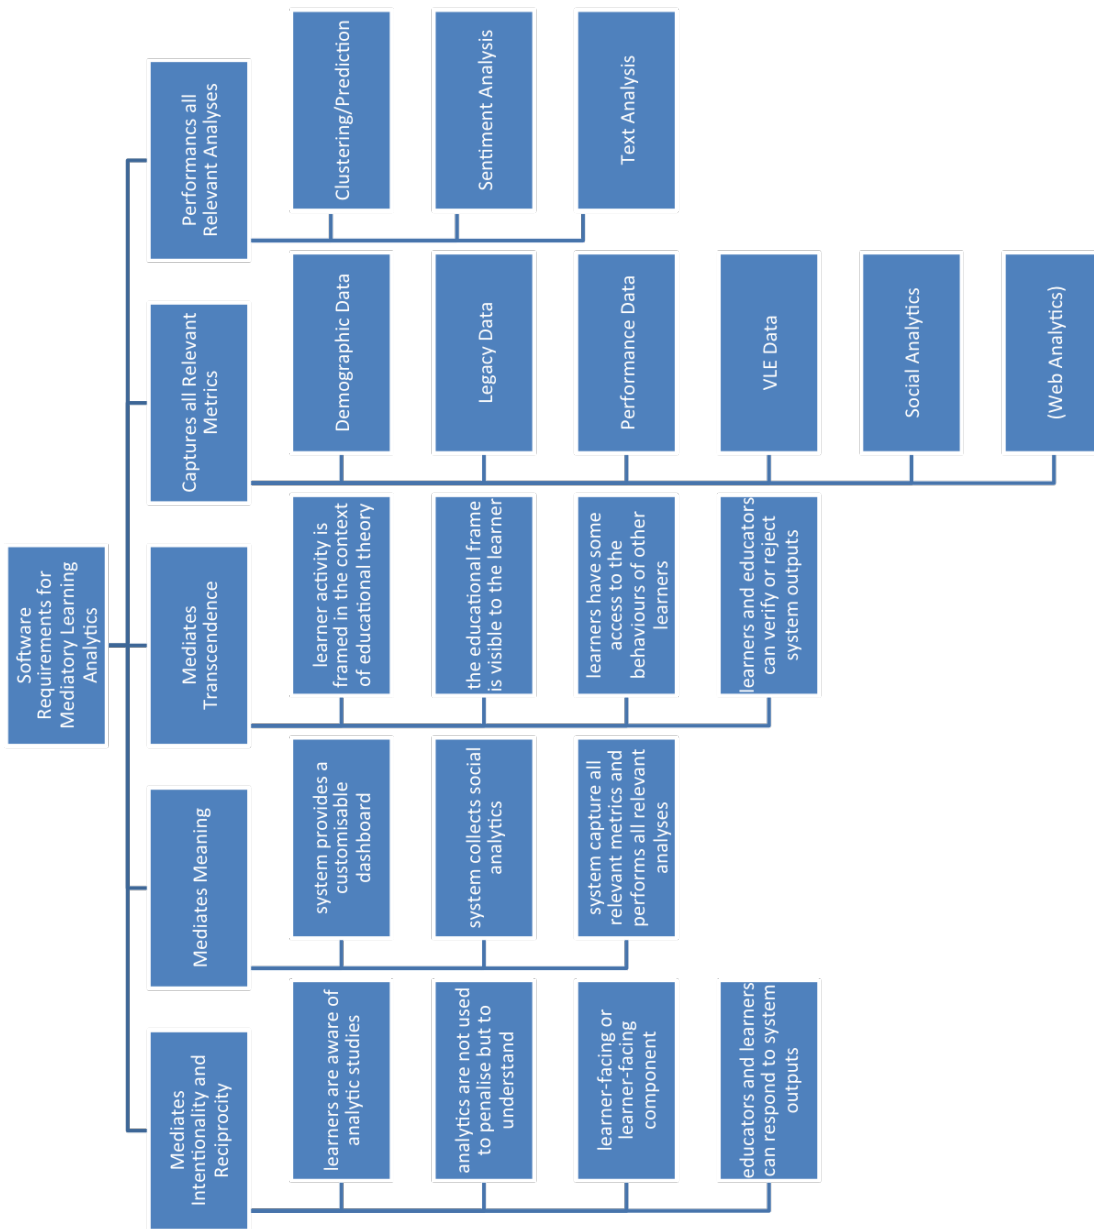 Software
Requirements for
Mediatory Learning
Analytics
Mediates
Intentionality and
Reciprocity
learners are aware of
analytic studies
analytics are not used
to penalise but to
understand
learner-facing or
learner-facing
component
educators and learners
can respond to system
outputs
Mediates Meaning
system provides a
customisable
dashboard
system collects social
analytics
system capture all
relevant metrics and
performs all relevant
analyses
Mediates
Transcendence
learner activity is
framed in the context
of educational theory
the educational frame
is visible to the learner
learners have some
access to the
behaviours of other
learners
learners and educators
can verify or reject
system outputs
Captures all Relevant
Metrics
Demographic Data
Legacy Data
Performance Data
VLE Data
Social Analytics
(Web Analytics)
Performancs all
Relevant Analyses
Clustering/Prediction
Sentiment Analysis
Text Analysis